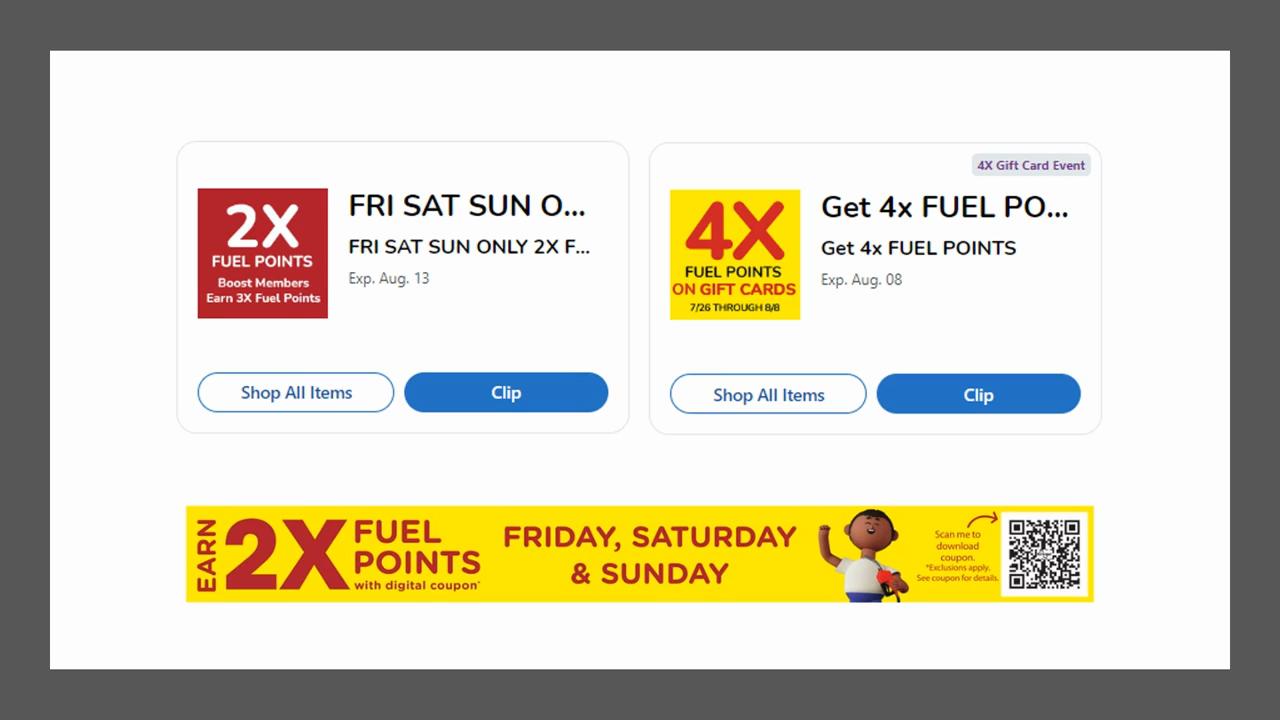 2X
FUEL POINTS
Boost Members
Earn 3X Fuel Points
FRI SAT SUN O...
FRI SAT SUN ONLY 2X F...
Exp. Aug. 13
Shop All Items
Clip
4X Gift Card Event
4X
FUEL POINTS
ON GIFT CARDS
7/26 THROUGH 8/8
Get 4x FUEL PO...
Get 4x FUEL POINTS
Exp. Aug. 08
Shop All Items
Clip
EARN
2X
FUEL
POINTS
with digital coupon*
FRIDAY, SATURDAY
& SUNDAY
Scan me to
download
coupon.
*Exclusions apply.
See coupon for details.